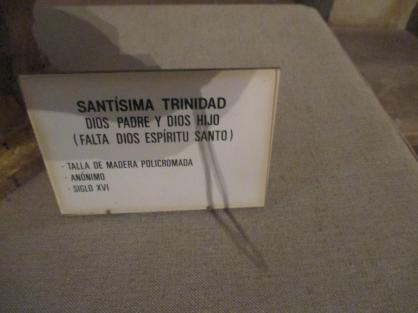 SANTÍSIMA TRINIDAD
DIOS PADRE Y DIOS HIJO
(FALTA DIOS ESPÍRITU SANTO)
· TALLA DE MADERA POLICROMADA
· ANÓNIMO
· SIGLO XVI